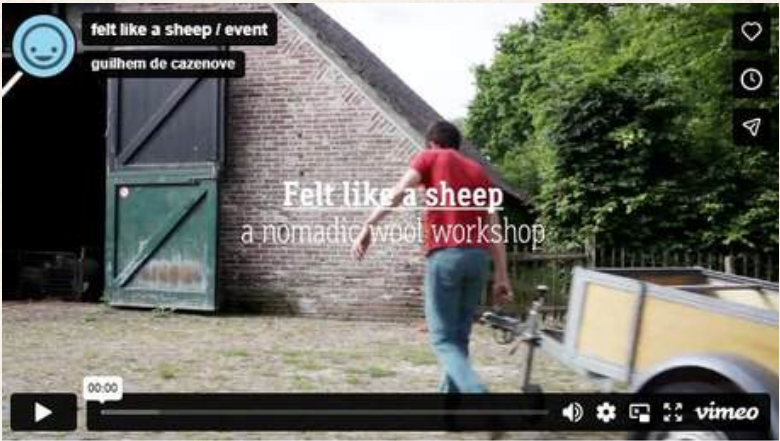 felt like a sheep / event
guilhem de cazenove
Felt like a sheep
a nomadic wool workshop
00:00
vimeo